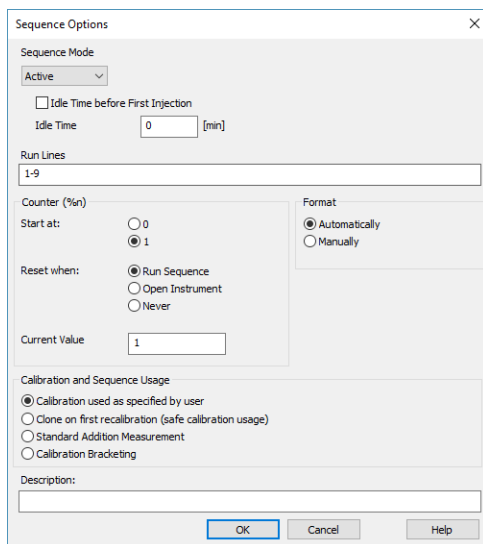 Sequence Options
Sequence Mode
Active
Idle Time before First Injection
Idle Time 0 [min]
Run Lines
1-9
Counter (%n)
Start at: 0
1
Reset when: Run Sequence
Open Instrument
Never
Current Value 1
Format
Automatically
Manually
Calibration and Sequence Usage
Calibration used as specified by user
Clone on first recalibration (safe calibration usage)
Standard Addition Measurement
Calibration Bracketing
Description:
OK Cancel Help